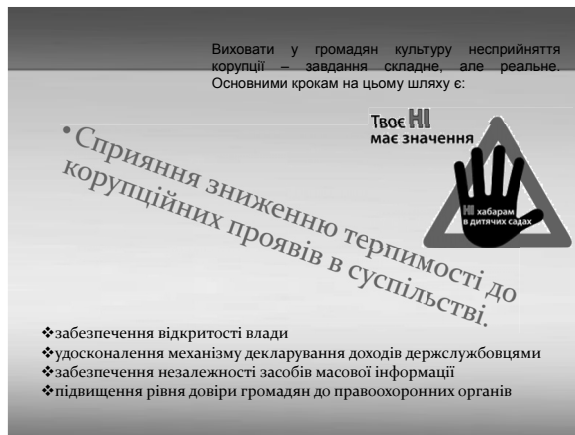 Виховати у громадян культуру несприйняття
корупції – завдання складне, але реальне.
Основними крокам на цьому шляху є:
Твоє НІ
має значення
НІ хабарам
в дитячих садах
•Сприяння зниженню терпимості до
корупційних проявів в суспільстві.
❖забезпечення відкритості влади
❖удосконалення механізму декларування доходів держслужбовцями
❖забезпечення незалежності засобів масової інформації
❖підвищення рівня довіри громадян до правоохоронних органів